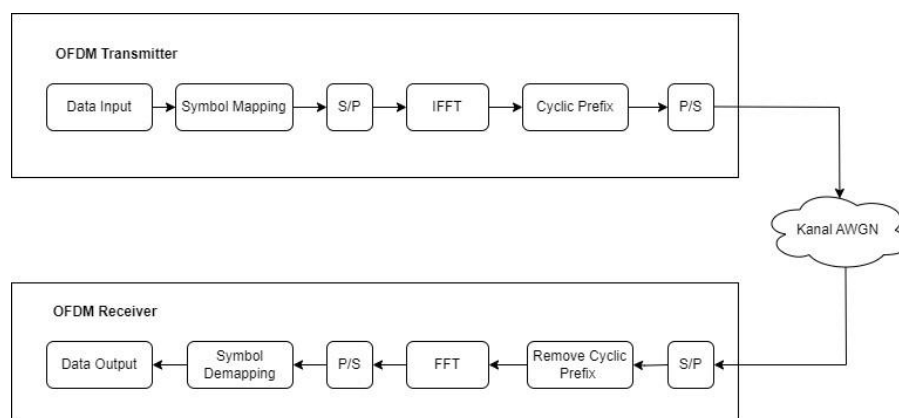 OFDM Transmitter
Data Input
Symbol Mapping
S/P
IFFT
Cyclic Prefix
P/S
Kanal AWGN
OFDM Receiver
Data Output
Symbol
Demapping
P/S
FFT
Remove Cyclic
Prefix
S/P